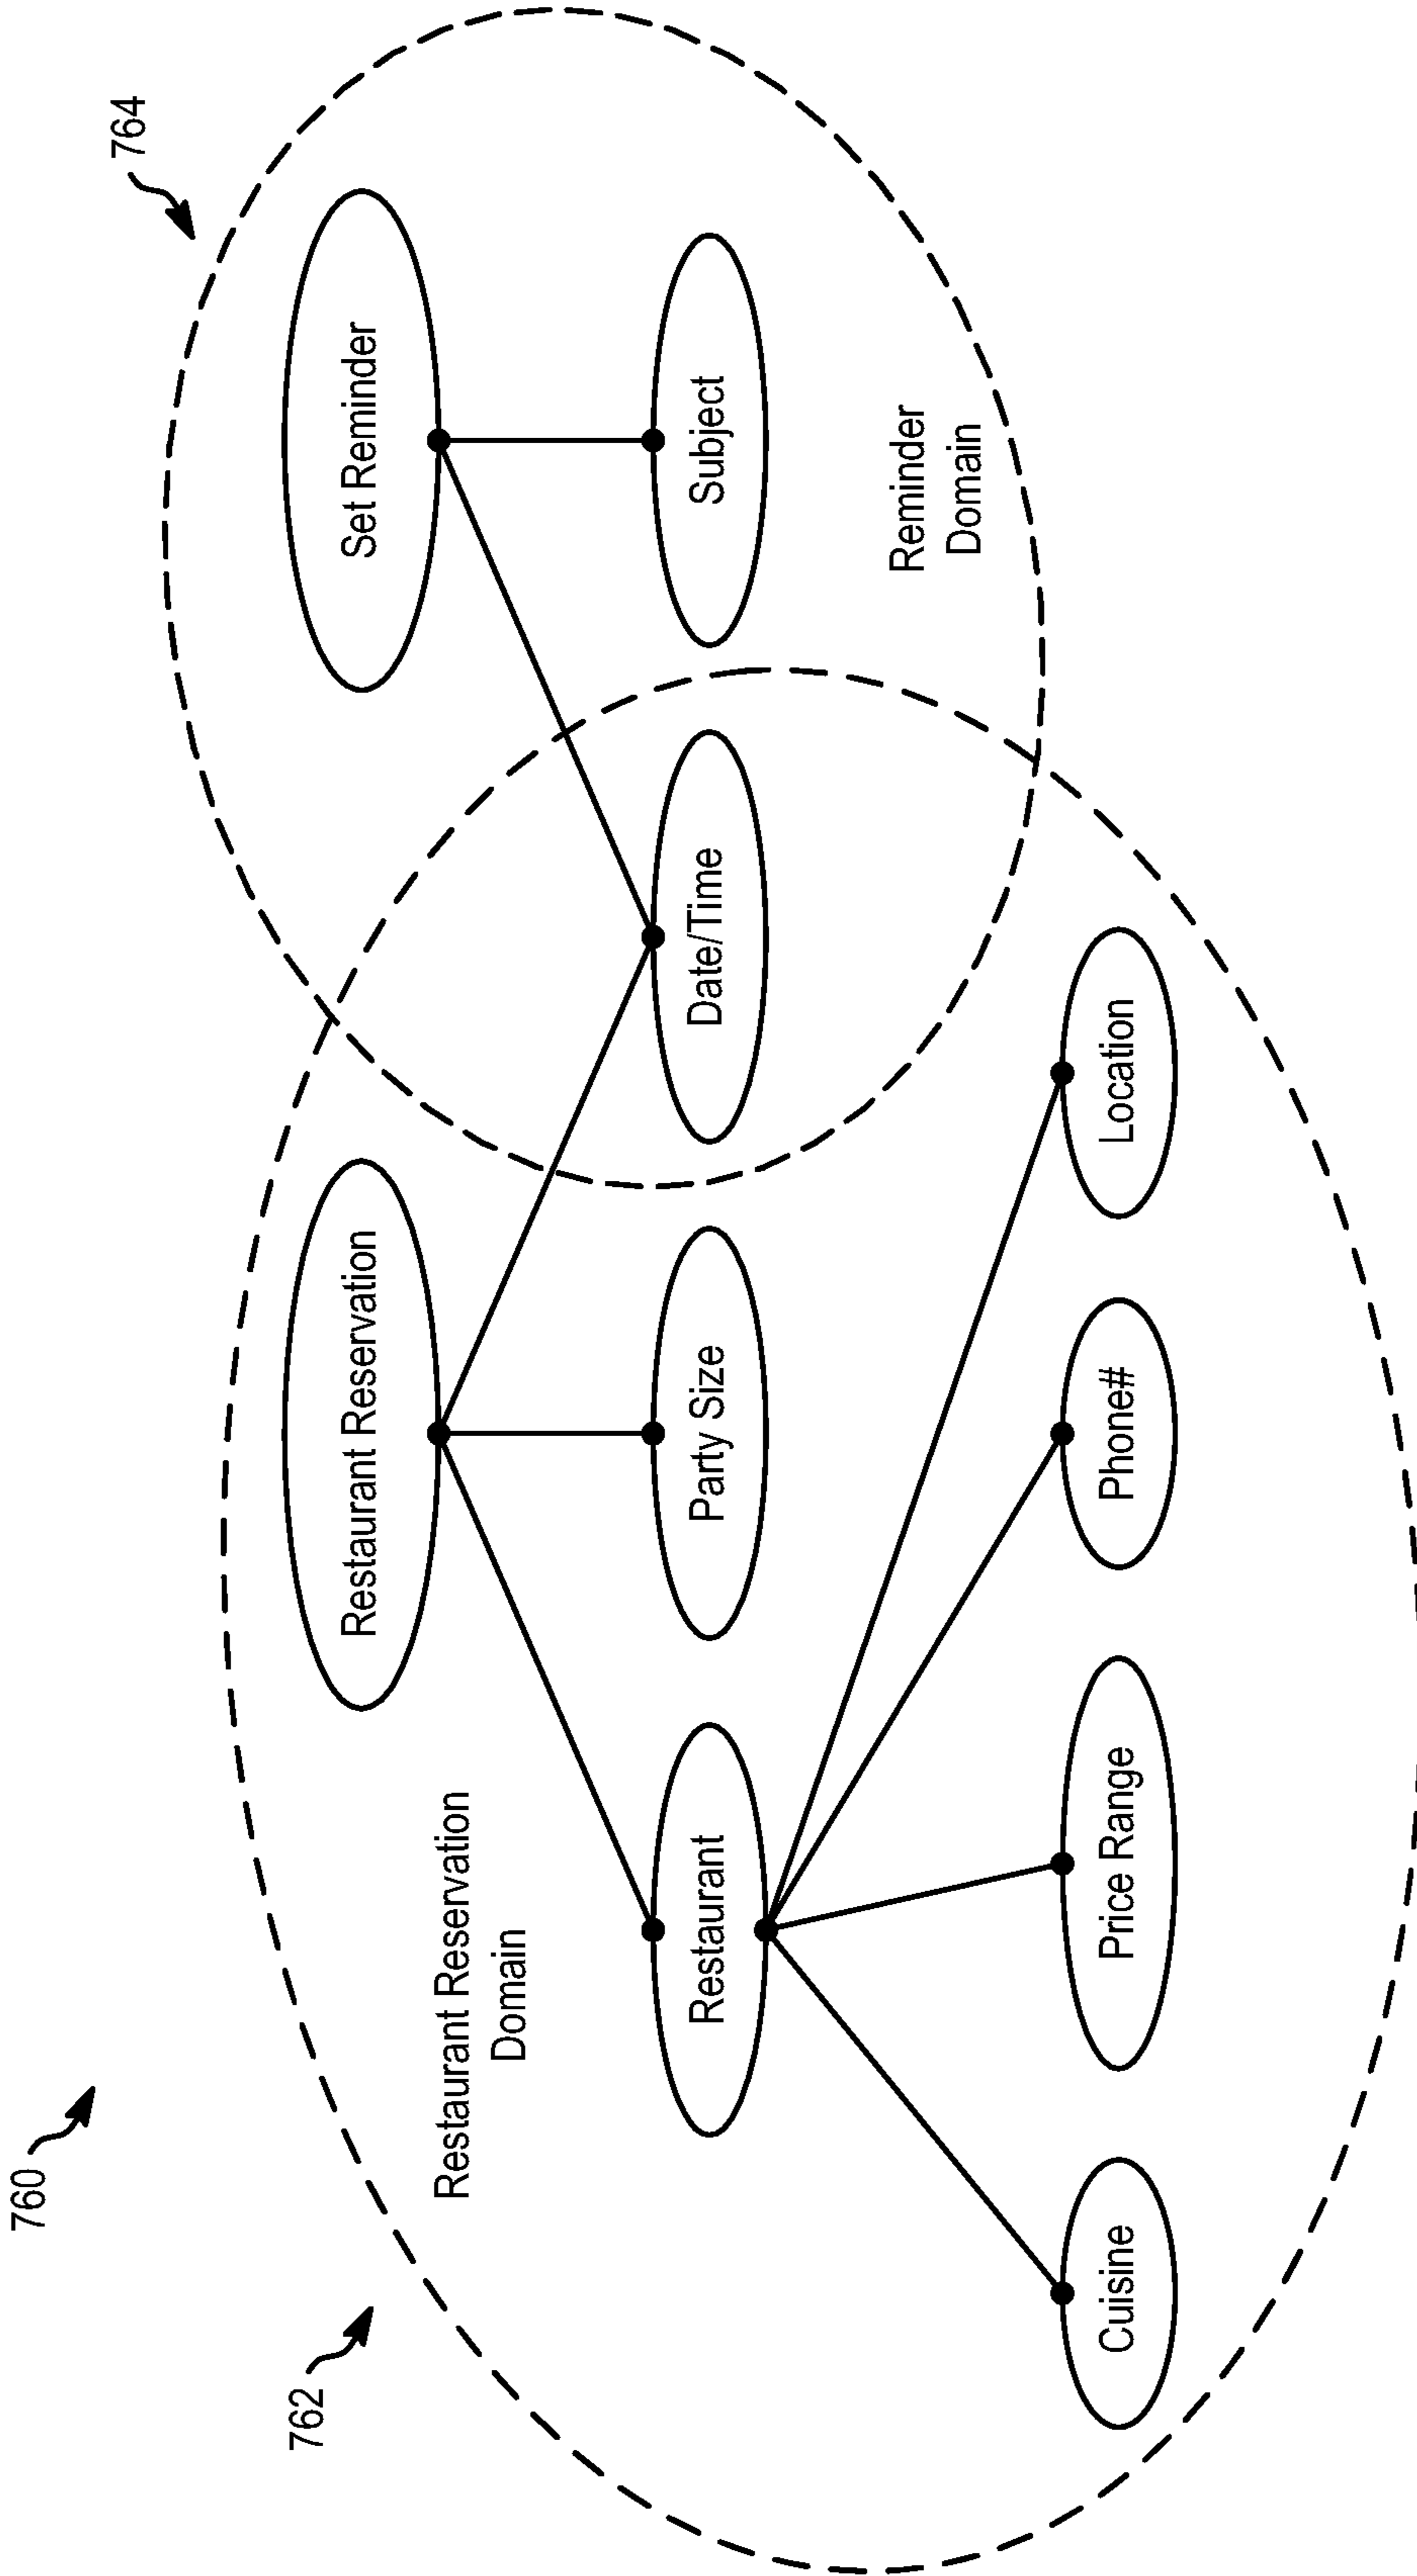 760
762
764
Restaurant Reservation
Set Reminder
Restaurant Reservation
Domain
Restaurant
Party Size
Date/Time
Subject
Reminder
Domain
Cuisine
Price Range
Phone#
Location